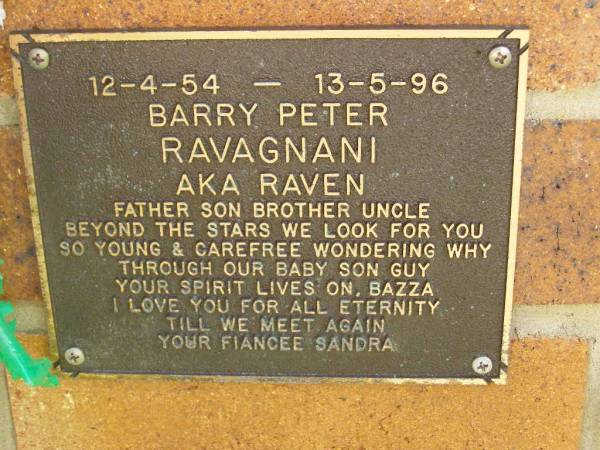 12-4-54 — 13-5-96
BARRY PETER
RAVAGNANI
AKA RAVEN
FATHER SON BROTHER UNCLE
BEYOND THE STARS WE LOOK FOR YOU
SO YOUNG & CAREFREE WONDERING WHY
THROUGH OUR BABY SON GUY
YOUR SPIRIT LIVES ON, BAZZA
I LOVE YOU FOR ALL ETERNITY
TILL WE MEET AGAIN
YOUR FIANCEE SANDRA